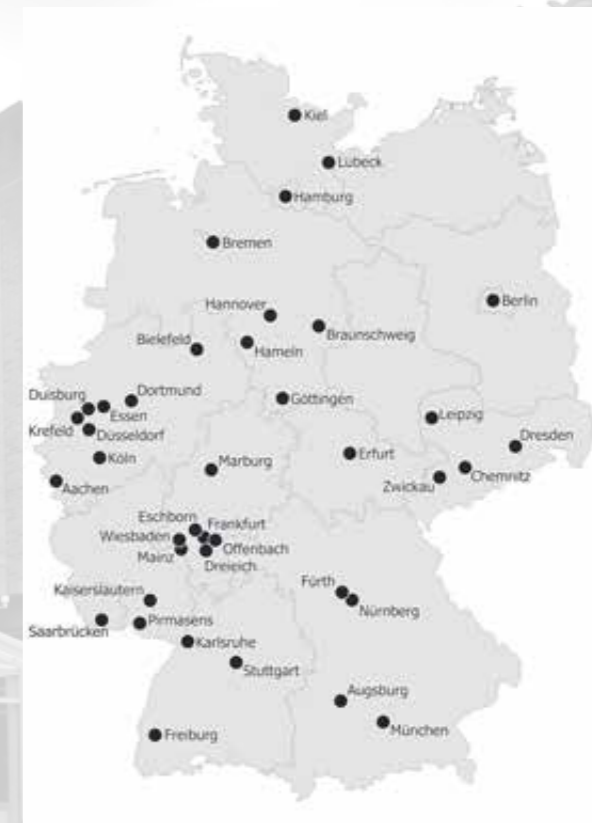 Kiel
Lübeck
Hamburg
Bremen
Berlin
Hannover
Braunschweig
Bielefeld
Hameln
Duisburg
Dortmund
Essen
Göttingen
Leipzig
Krefeld
Düsseldorf
Dresden
Köln
Marburg
Erfurt
Chemnitz
Zwickau
Aachen
Eschborn
Frankfurt
Wiesbaden
Offenbach
Mainz
Dreieich
Fürth
Kaiserslautern
Nürnberg
Pirmasens
Saarbrücken
Karlsruhe
Stuttgart
Augsburg
München
Freiburg